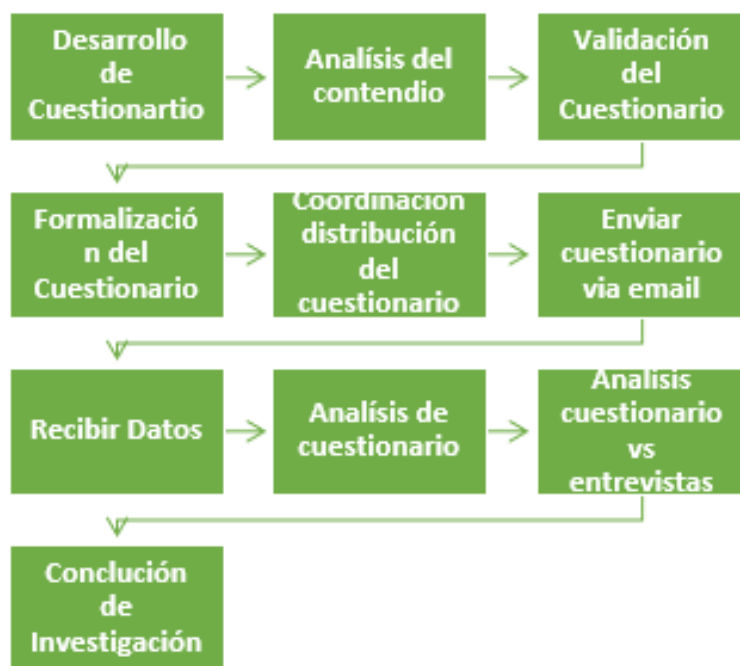 Desarrollo
de
Cuestionartio
Analísis del
contendio
Validación
del
Cuestionario
Formalizació
n del
Cuestionario
Coordinacion
distribución
del
cuestionario
Enviar
cuestionario
via email
Recibir Datos
Analísis de
cuestionario
Analisis
cuestionario
vs
entrevistas
Conclución
de
Investigación